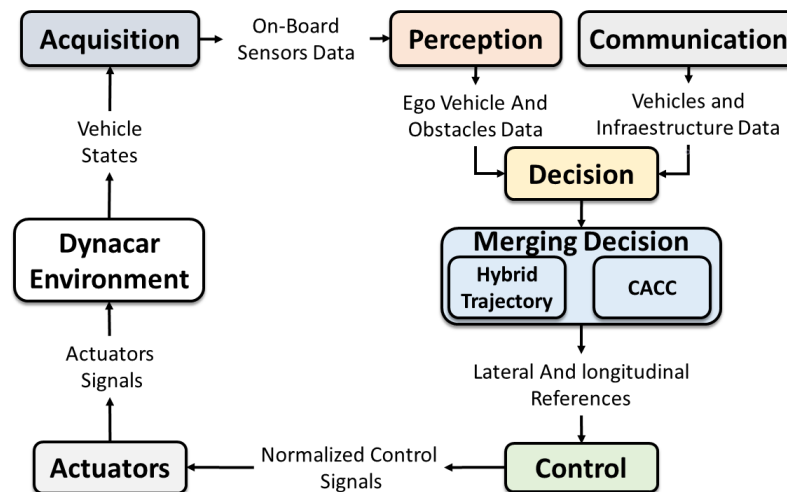 Acquisition
On-Board
Sensors Data
Perception
Communication
Ego Vehicle And
Obstacles Data
Vehicles and
Infraestructure Data
Vehicle
States
Decision
Dynacar
Environment
Merging Decision
Hybrid
Trajectory
CACC
Actuators
Signals
Lateral And longitudinal
References
Actuators
Normalized Control
Signals
Control